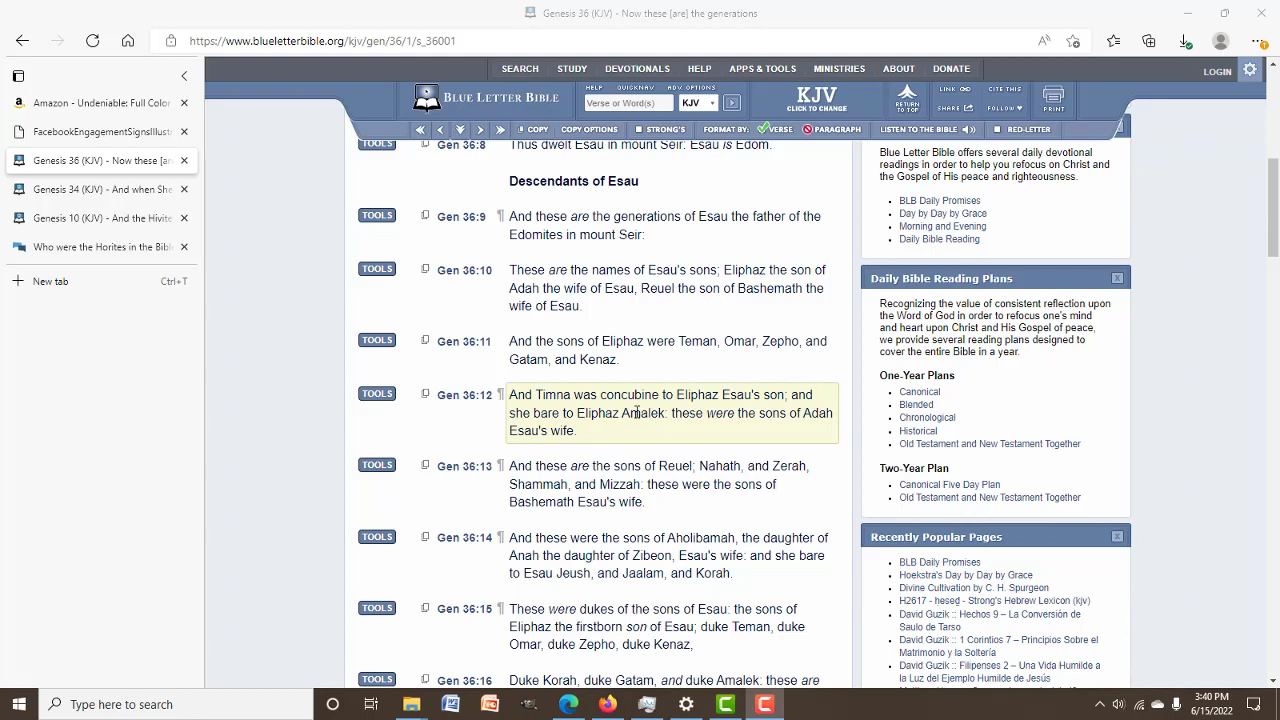 Genesis 36 (KJV) - Now these [are] the generations
https://www.blueletterbible.org/kjv/gen/36/1/s_36001
Amazon - Undeniable: Full Color
FacebookEngagementSignsIllust
Genesis 36 (KJV) - Now these [are
Genesis 34 (KJV) - And when She
Genesis 10 (KJV) - And the Hivite
Who were the Horites in the Bibl
New tab Ctrl+T
SEARCH STUDY DEVOTIONALS HELP APPS & TOOLS MINISTRIES ABOUT DONATE LOGIN
BLUE LETTER BIBLE
HELP QUICKNAV ADV. OPTIONS
Verse or Word(s) KJV
KJV
CLICK TO CHANGE
RETURN
TO TOP
LINK CITE THIS
SHARE FOLLOW
PRINT
COPY COPY OPTIONS STRONG'S FORMAT BY: VERSE PARAGRAPH LISTEN TO THE BIBLE RED-LETTER
TOOLS Gen 36:8 Thus dwelt Esau in mount Seir: Esau is Edom.
Descendants of Esau
TOOLS Gen 36:9 ¶ And these are the generations of Esau the father of the
Edomites in mount Seir:
TOOLS Gen 36:10 These are the names of Esau's sons; Eliphaz the son of
Adah the wife of Esau, Reuel the son of Bashemath the
wife of Esau.
TOOLS Gen 36:11 And the sons of Eliphaz were Teman, Omar, Zepho, and
Gatam, and Kenaz.
TOOLS Gen 36:12 ¶ And Timna was concubine to Eliphaz Esau's son; and
she bare to Eliphaz Amalek: these were the sons of Adah
Esau's wife.
TOOLS Gen 36:13 ¶ And these are the sons of Reuel; Nahath, and Zerah,
Shammah, and Mizzah: these were the sons of
Bashemath Esau's wife.
TOOLS Gen 36:14 ¶ And these were the sons of Aholibamah, the daughter of
Anah the daughter of Zibeon, Esau's wife: and she bare
to Esau Jeush, and Jaalam, and Korah.
TOOLS Gen 36:15 ¶ These were dukes of the sons of Esau: the sons of
Eliphaz the firstborn son of Esau; duke Teman, duke
Omar, duke Zepho, duke Kenaz,
TOOLS Gen 36:16 Duke Korah, duke Gatam, and duke Amalek: these are
Blue Letter Bible offers several daily devotional
readings in order to help you refocus on Christ and
the Gospel of His peace and righteousness.
BLB Daily Promises
Day by Day by Grace
Morning and Evening
Daily Bible Reading
Daily Bible Reading Plans
Recognizing the value of consistent reflection upon
the Word of God in order to refocus one's mind
and heart upon Christ and His Gospel of peace,
we provide several reading plans designed to
cover the entire Bible in a year.
One-Year Plans
Canonical
Blended
Chronological
Historical
Old Testament and New Testament Together
Two-Year Plan
Canonical Five Day Plan
Old Testament and New Testament Together
Recently Popular Pages
BLB Daily Promises
Hoekstra's Day by Day by Grace
Divine Cultivation by C. H. Spurgeon
H2617 - hesed - Strong's Hebrew Lexicon (kjv)
David Guzik :: Hechos 9 – La Conversión de
Saulo de Tarso
David Guzik :: 1 Corintios 7 – Principios Sobre el
Matrimonio y la Soltería
David Guzik :: Filipenses 2 – Una Vida Humilde a
la Luz del Ejemplo Humilde de Jesús
Type here to search
3:40 PM
6/15/2022